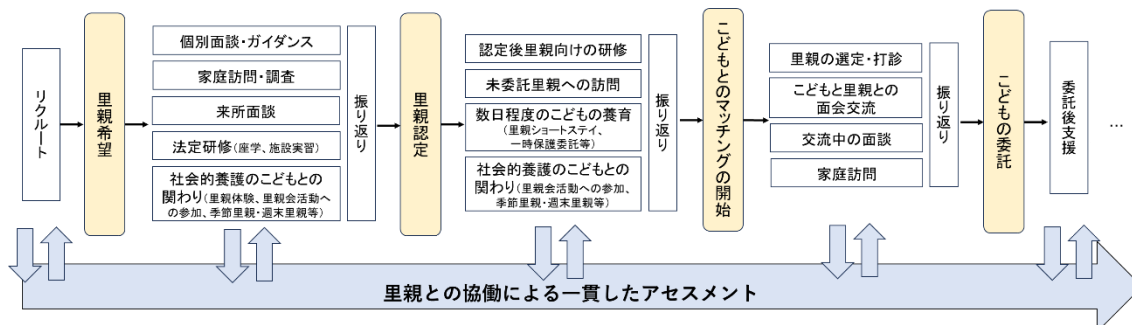 リクルート
里親希望
個別面談・ガイダンス
家庭訪問・調査
来所面談
法定研修(座学、施設実習)
社会的養護のこどもとの
関わり(里親体験、里親会活動へ
の参加、季節里親・週末里親等)
振り返り
里親認定
認定後里親向けの研修
未委託里親への訪問
数日程度のこどもの養育
(里親ショートステイ、
一時保護委託等)
社会的養護のこどもとの
関わり(里親会活動への参加、
季節里親・週末里親等)
振り返り
こどもとのマッチングの開始
里親の選定・打診
こどもと里親との
面会交流
交流中の面談
家庭訪問
振り返り
こどもの委託
委託後支援
…
里親との協働による一貫したアセスメント